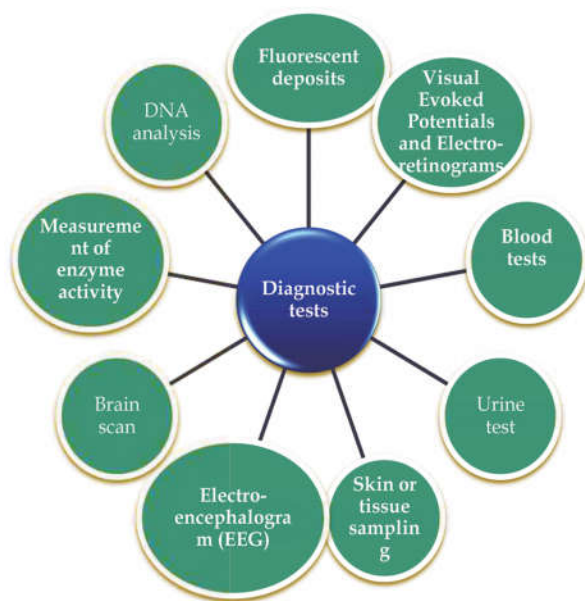 Fluorescent
deposits
Visual
Evoked
Potentials
and Electro-
retinograms
Blood
tests
Urine
test
Skin or
tissue
samplin
g
Electro-
encephalogra
m (EEG)
Brain
scan
Measureme
nt of
enzyme
activity
DNA
analysis
Diagnostic
tests